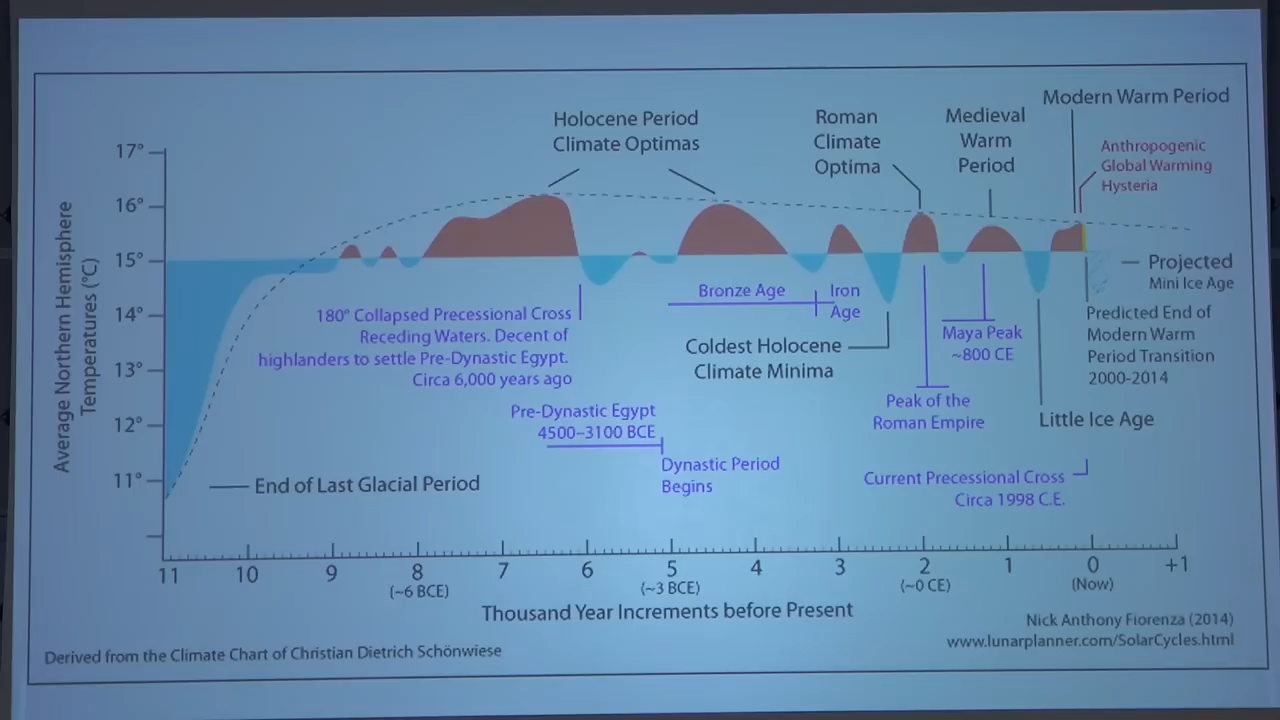 Modern Warm Period
Holocene Period
Climate Optimas
Roman
Climate
Optima
Medieval
Warm
Period
Anthropogenic
Global Warming
Hysteria
Average Northern Hemisphere
Temperatures (°C)
17°
16°
15°
14°
13°
12°
11°
Projected
Mini Ice Age
180° Collapsed Precessional Cross
Receding Waters. Decent of
highlanders to settle Pre-Dynastic Egypt.
Circa 6,000 years ago
Bronze Age
Iron
Age
Coldest Holocene
Climate Minima
Maya Peak
~800 CE
Predicted End of
Modern Warm
Period Transition
2000-2014
Peak of the
Roman Empire
Little Ice Age
Pre-Dynastic Egypt
4500–3100 BCE
Dynastic Period
Begins
End of Last Glacial Period
Current Precessional Cross
Circa 1998 C.E.
11 10 9 8 7 6 5 4 3 2 1 0 +1
(~6 BCE) (~3 BCE) (~0 CE) (Now)
Thousand Year Increments before Present
Nick Anthony Fiorenza (2014)
www.lunarplanner.com/SolarCycles.html
Derived from the Climate Chart of Christian Dietrich Schönwiese